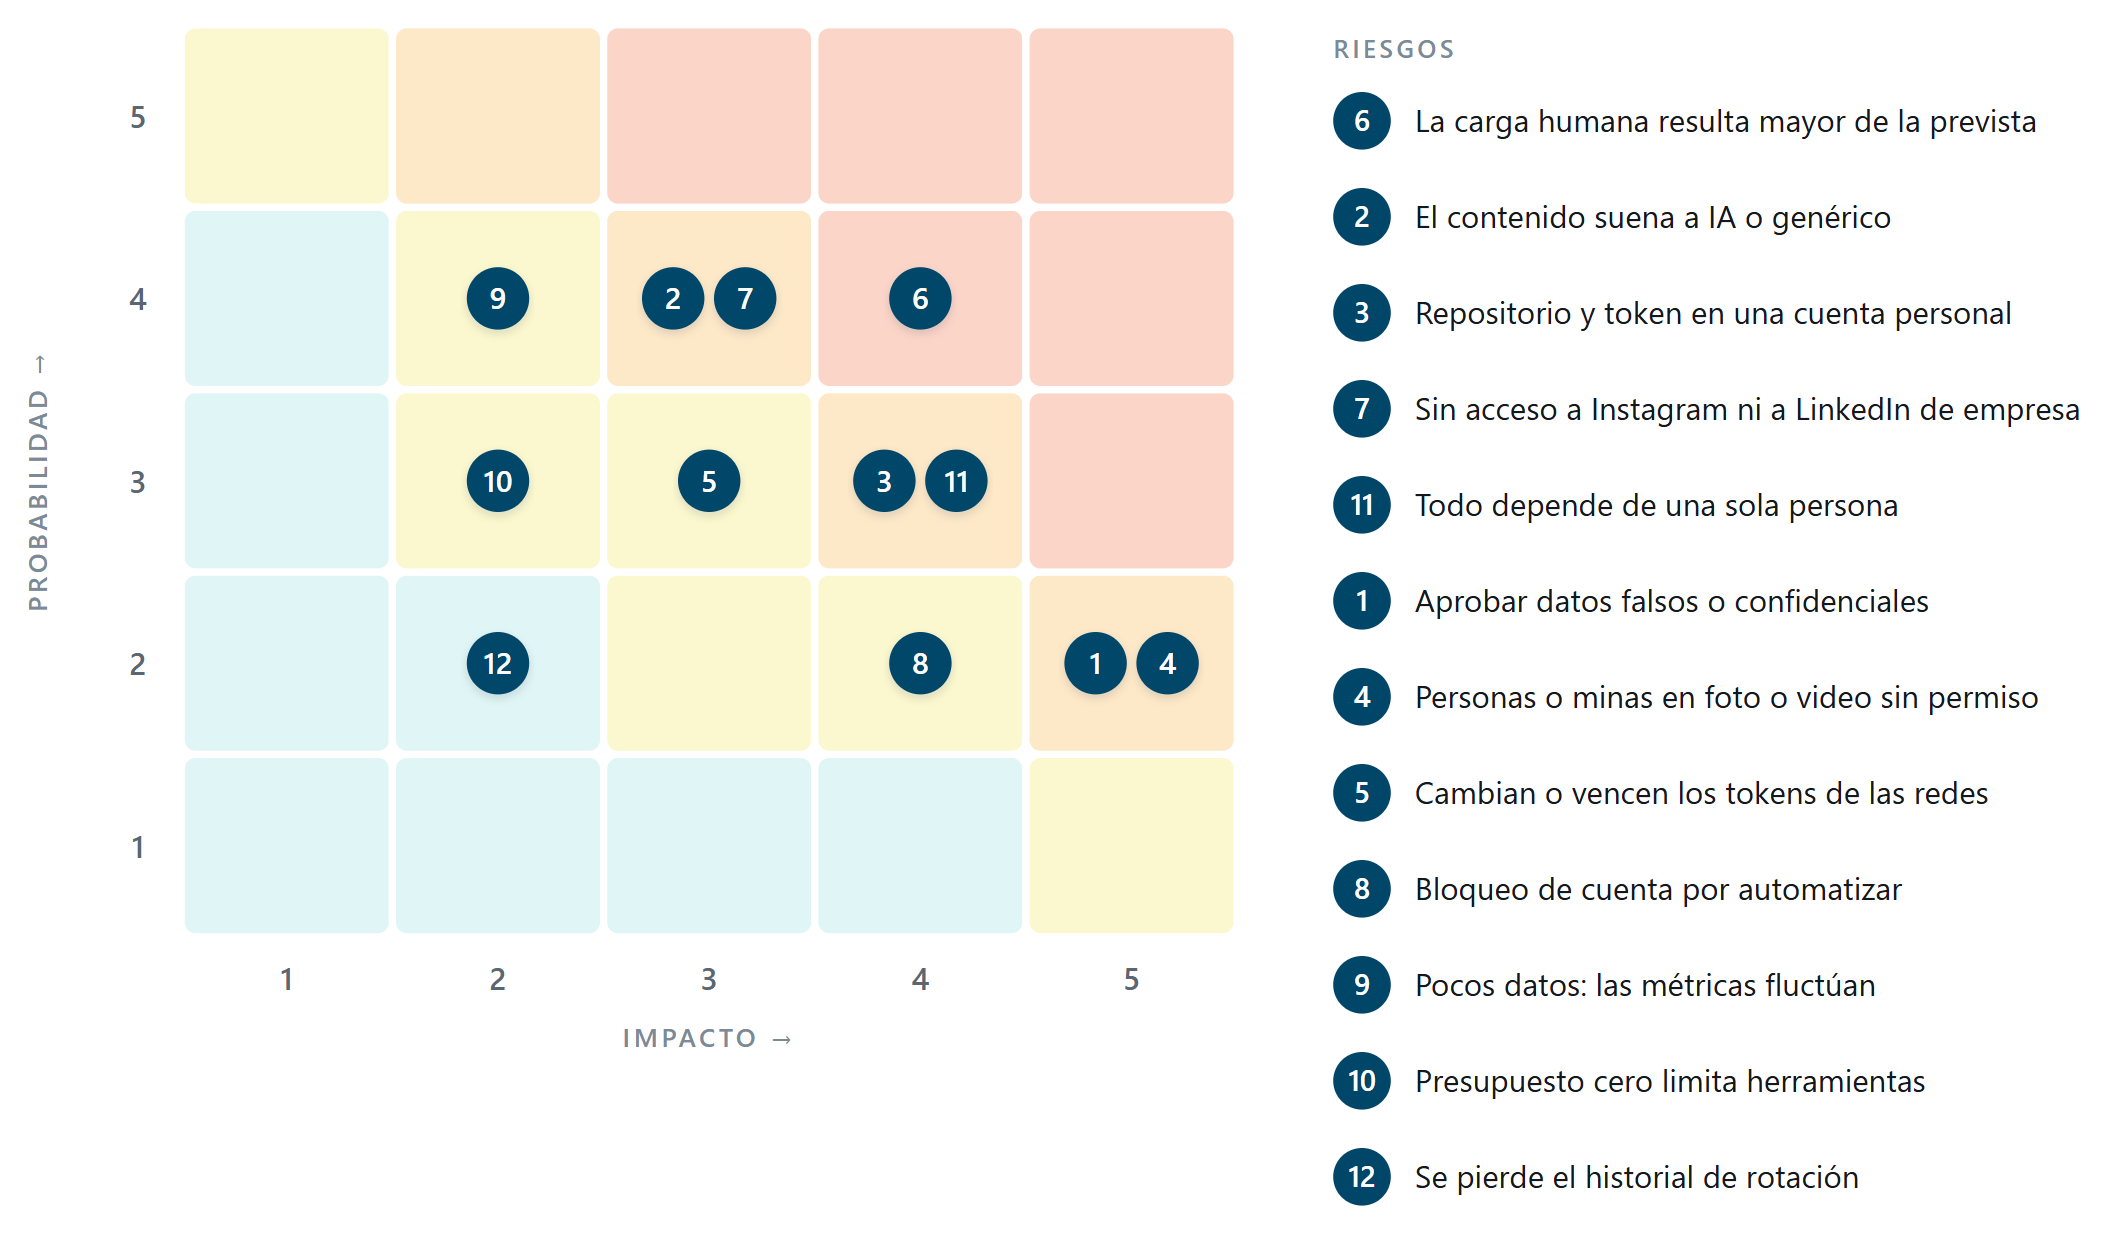 PROBABILIDAD →
5
4
9
2
7
6
3
10
5
3
11
2
12
8
1
4
1
1
2
3
4
5
IMPACTO →
RIESGOS
6 La carga humana resulta mayor de la prevista
2 El contenido suena a IA o genérico
3 Repositorio y token en una cuenta personal
7 Sin acceso a Instagram ni a LinkedIn de empresa
11 Todo depende de una sola persona
1 Aprobar datos falsos o confidenciales
4 Personas o minas en foto o video sin permiso
5 Cambian o vencen los tokens de las redes
8 Bloqueo de cuenta por automatizar
9 Pocos datos: las métricas fluctúan
10 Presupuesto cero limita herramientas
12 Se pierde el historial de rotación